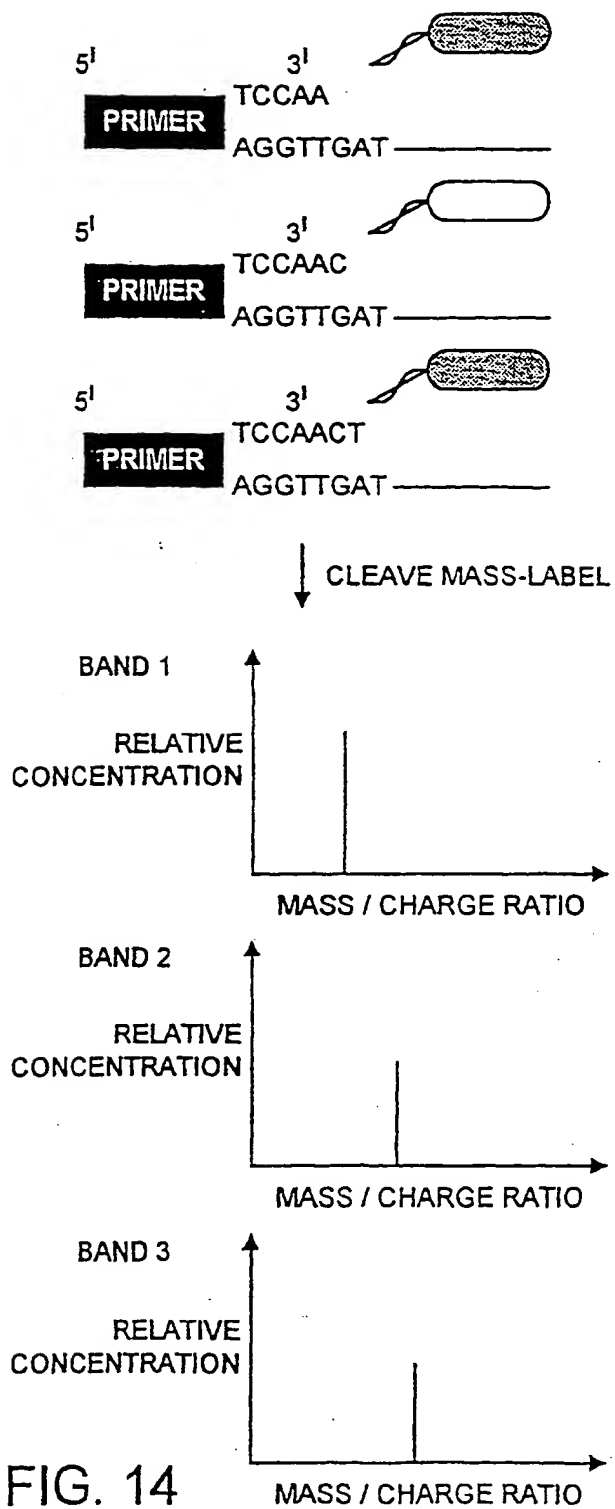 5' 3'
TCCAA
PRIMER
AGGTTGAT
5' 3'
TCCAAC
PRIMER
AGGTTGAT
5' 3'
TCCAACT
PRIMER
AGGTTGAT
CLEAVE MASS-LABEL
BAND 1
RELATIVE
CONCENTRATION
MASS / CHARGE RATIO
BAND 2
RELATIVE
CONCENTRATION
MASS / CHARGE RATIO
BAND 3
RELATIVE
CONCENTRATION
MASS / CHARGE RATIO
FIG. 14